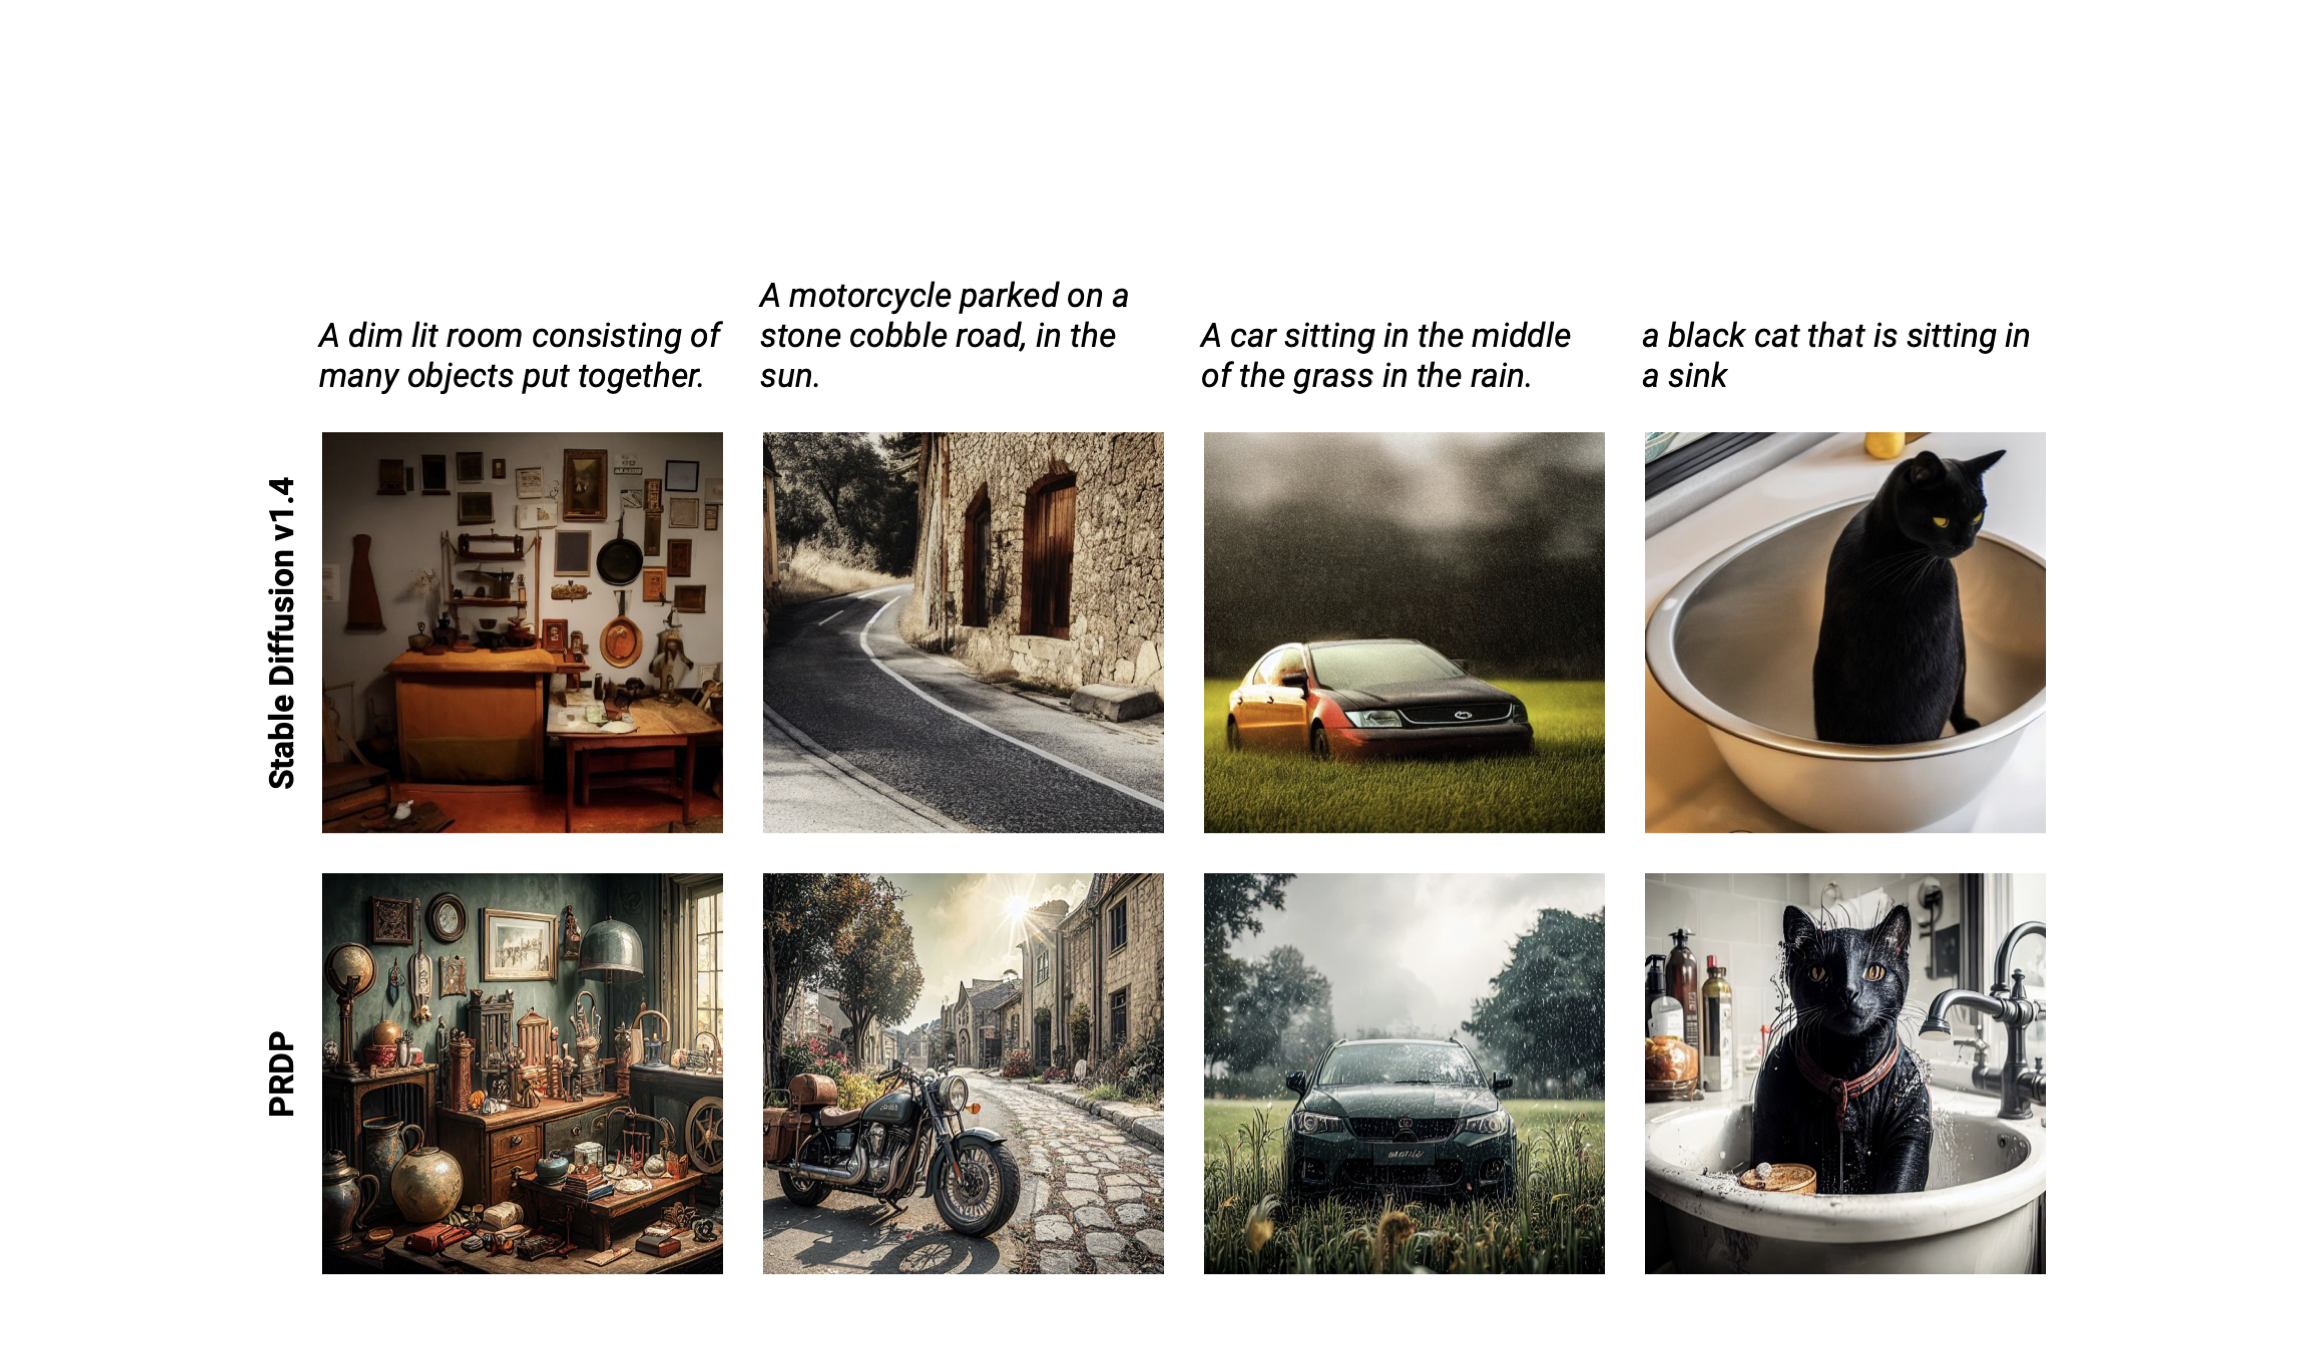 A dim lit room consisting of
many objects put together.
A motorcycle parked on a
stone cobble road, in the
sun.
A car sitting in the middle
of the grass in the rain.
a black cat that is sitting in
a sink
Stable Diffusion v1.4
PRDP